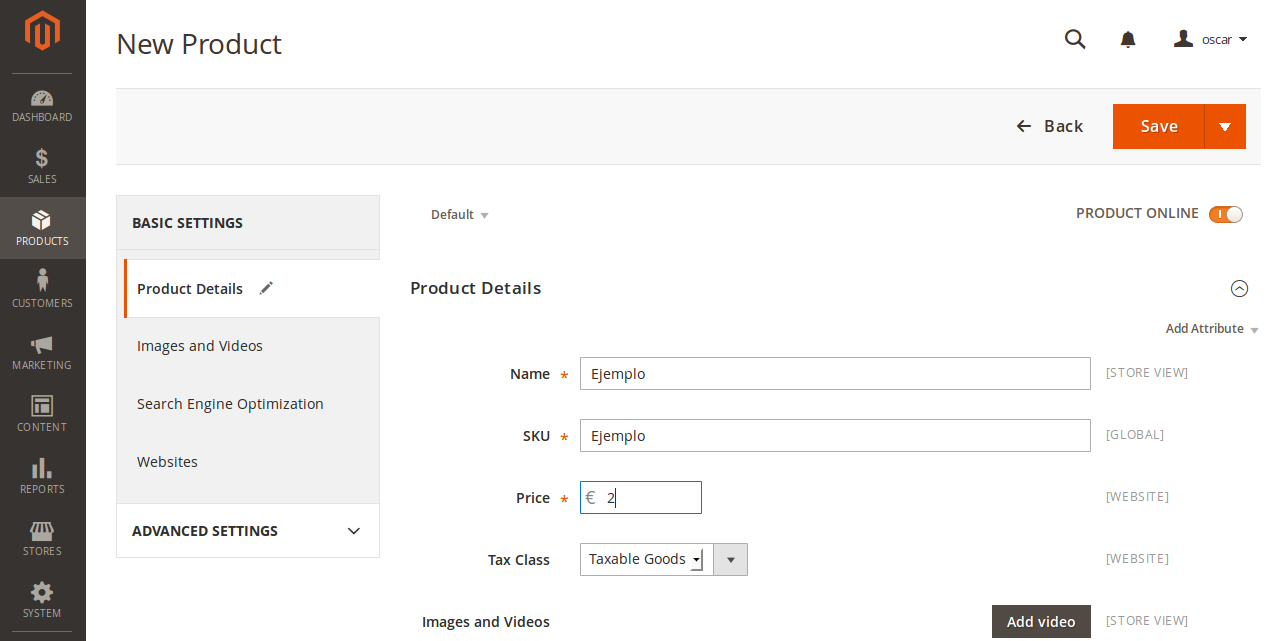 New Product
oscar
DASHBOARD
SALES
PRODUCTS
CUSTOMERS
MARKETING
CONTENT
REPORTS
STORES
SYSTEM
Back
Save
BASIC SETTINGS
Product Details
Images and Videos
Search Engine Optimization
Websites
ADVANCED SETTINGS
Default
PRODUCT ONLINE
Product Details
Add Attribute
Name * Ejemplo [STORE VIEW]
SKU * Ejemplo [GLOBAL]
Price * € 2 [WEBSITE]
Tax Class Taxable Goods [WEBSITE]
Images and Videos Add video [STORE VIEW]